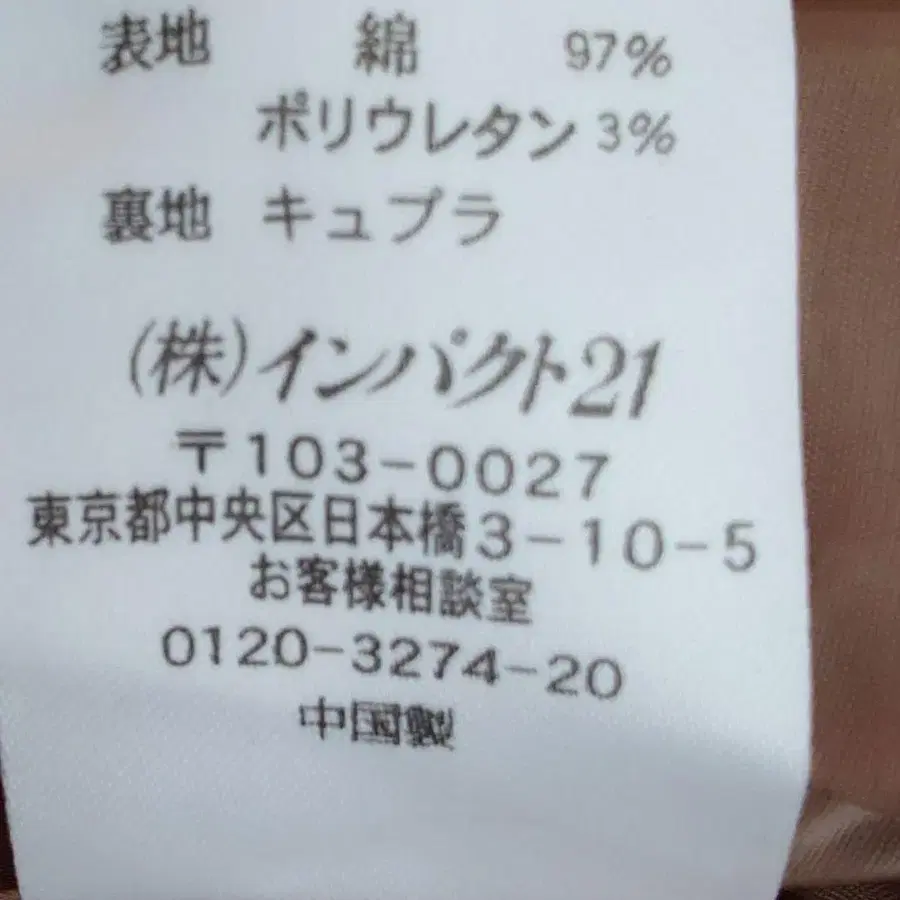 表地 綿 97%
ポリウレタン 3%
裏地 キュプラ
(株)インパクト21
〒103-0027
東京都中央区日本橋3-10-5
お客様相談室
0120-3274-20
中国製